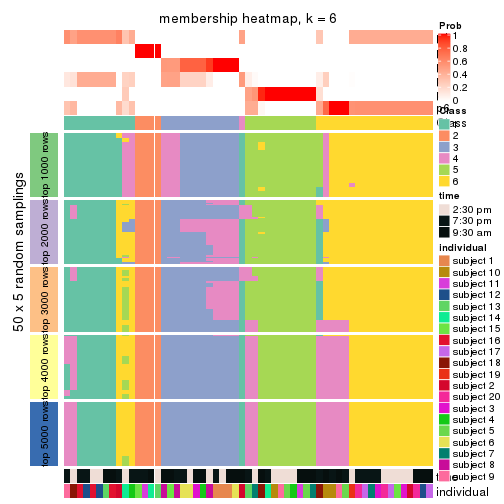 membership heatmap, k = 6
50 x 5 random samplings
top 1000 rows
top 2000 rows
top 3000 rows
top 4000 rows
top 5000 rows
Prob
1
0.8
0.6
0.4
0.2
0
Class
Class
1
2
3
4
5
6
time
2:30 pm
7:30 pm
9:30 am
individual
subject 1
subject 10
subject 11
subject 12
subject 13
subject 14
subject 15
subject 16
subject 17
subject 18
subject 19
subject 2
subject 20
subject 3
subject 4
subject 5
subject 6
subject 7
subject 8
subject 9
individual